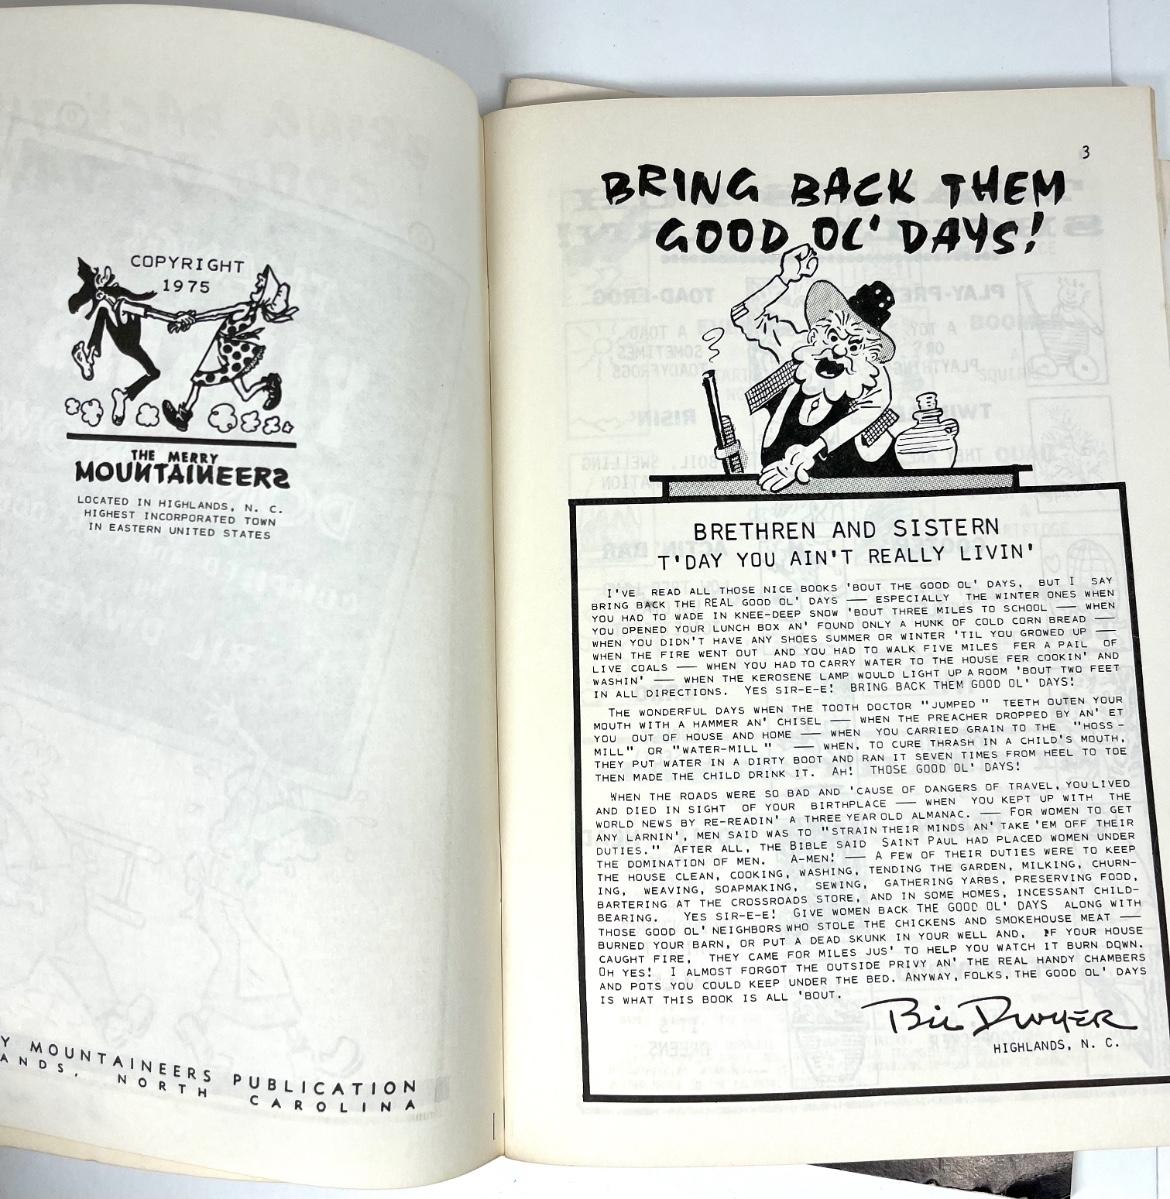 COPYRIGHT
1975
THE MERRY
MOUNTAINEERS
LOCATED IN HIGHLANDS, N. C.
HIGHEST INCORPORATED TOWN
IN EASTERN UNITED STATES
Y MOUNTAINEERS PUBLICATION
ANDS, NORTH CAROLINA
3
BRING BACK THEM
GOOD OL' DAYS!
BRETHREN AND SISTERN
T'DAY YOU AIN'T REALLY LIVIN'
I'VE READ ALL THOSE NICE BOOKS 'BOUT THE GOOD OL' DAYS, BUT I SAY
BRING BACK THE REAL GOOD OL' DAYS — ESPECIALLY THE WINTER ONES WHEN
YOU HAD TO WADE IN KNEE-DEEP SNOW 'BOUT THREE MILES TO SCHOOL — WHEN
YOU OPENED YOUR LUNCH BOX AN' FOUND ONLY A HUNK OF COLD CORN BREAD —
WHEN YOU DIDN'T HAVE ANY SHOES SUMMER OR WINTER 'TIL YOU GROWED UP —
WHEN THE FIRE WENT OUT AND YOU HAD TO WALK FIVE MILES FER A PAIL OF
LIVE COALS — WHEN YOU HAD TO CARRY WATER TO THE HOUSE FER COOKIN' AND
WASHIN' — WHEN THE KEROSENE LAMP WOULD LIGHT UP A ROOM 'BOUT TWO FEET
IN ALL DIRECTIONS. YES SIR-E-E! BRING BACK THEM GOOD OL' DAYS!
THE WONDERFUL DAYS WHEN THE TOOTH DOCTOR "JUMPED" TEETH OUTEN YOUR
MOUTH WITH A HAMMER AN' CHISEL — WHEN THE PREACHER DROPPED BY AN' ET
YOU OUT OF HOUSE AND HOME — WHEN YOU CARRIED GRAIN TO THE "HOSS-
MILL" OR "WATER-MILL" — WHEN, TO CURE THRASH IN A CHILD'S MOUTH,
THEY PUT WATER IN A DIRTY BOOT AND RAN IT SEVEN TIMES FROM HEEL TO TOE
THEN MADE THE CHILD DRINK IT. AH! THOSE GOOD OL' DAYS!
WHEN THE ROADS WERE SO BAD AND 'CAUSE OF DANGERS OF TRAVEL, YOU LIVED
AND DIED IN SIGHT OF YOUR BIRTHPLACE — WHEN YOU KEPT UP WITH THE
WORLD NEWS BY RE-READIN' A THREE YEAR OLD ALMANAC. — FOR WOMEN TO GET
ANY LARNIN', MEN SAID WAS TO "STRAIN THEIR MINDS AN' TAKE 'EM OFF THEIR
DUTIES." AFTER ALL, THE BIBLE SAID SAINT PAUL HAD PLACED WOMEN UNDER
THE DOMINATION OF MEN. A-MEN! — A FEW OF THEIR DUTIES WERE TO KEEP
THE HOUSE CLEAN, COOKING, WASHING, TENDING THE GARDEN, MILKING, CHURN-
ING, WEAVING, SOAPMAKING, SEWING, GATHERING YARBS, PRESERVING FOOD,
BARTERING AT THE CROSSROADS STORE, AND IN SOME HOMES, INCESSANT CHILD-
BEARING. YES SIR-E-E! GIVE WOMEN BACK THE GOOD OL' DAYS ALONG WITH
THOSE GOOD OL' NEIGHBORS WHO STOLE THE CHICKENS AND SMOKEHOUSE MEAT —
BURNED YOUR BARN, OR PUT A DEAD SKUNK IN YOUR WELL AND, IF YOUR HOUSE
CAUGHT FIRE, THEY CAME FOR MILES JUS' TO HELP YOU WATCH IT BURN DOWN.
OH YES! I ALMOST FORGOT THE OUTSIDE PRIVY AN' THE REAL HANDY CHAMBERS
AND POTS YOU COULD KEEP UNDER THE BED. ANYWAY, FOLKS, THE GOOD OL' DAYS
IS WHAT THIS BOOK IS ALL 'BOUT.
Bil DWYER
HIGHLANDS, N. C.